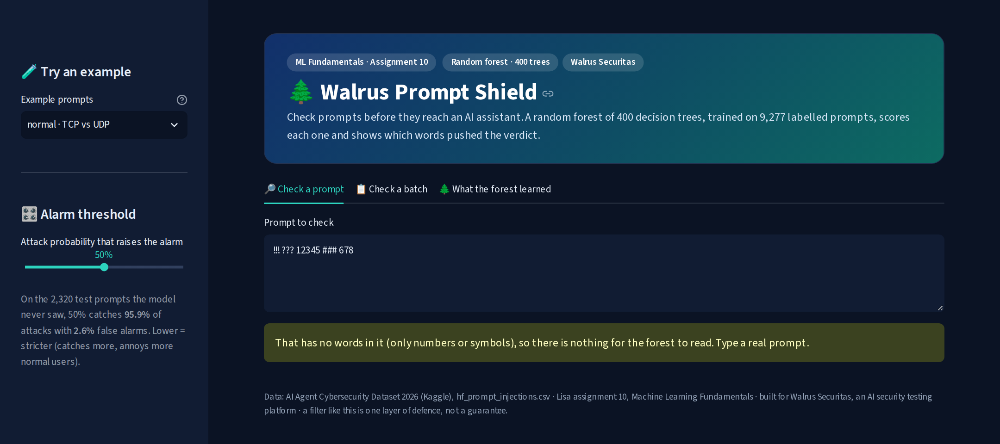 Try an example
Example prompts
normal · TCP vs UDP
Alarm threshold
Attack probability that raises the alarm
50%
On the 2,320 test prompts the model
never saw, 50% catches 95.9% of
attacks with 2.6% false alarms. Lower =
stricter (catches more, annoys more
normal users).
ML Fundamentals · Assignment 10
Random forest · 400 trees
Walrus Securitas
Walrus Prompt Shield
Check prompts before they reach an AI assistant. A random forest of 400 decision trees, trained on 9,277 labelled prompts, scores
each one and shows which words pushed the verdict.
Check a prompt
Check a batch
What the forest learned
Prompt to check
!!! ??? 12345 ### 678
That has no words in it (only numbers or symbols), so there is nothing for the forest to read. Type a real prompt.
Data: AI Agent Cybersecurity Dataset 2026 (Kaggle), hf_prompt_injections.csv · Lisa assignment 10, Machine Learning Fundamentals · built for Walrus Securitas, an AI security testing
platform · a filter like this is one layer of defence, not a guarantee.